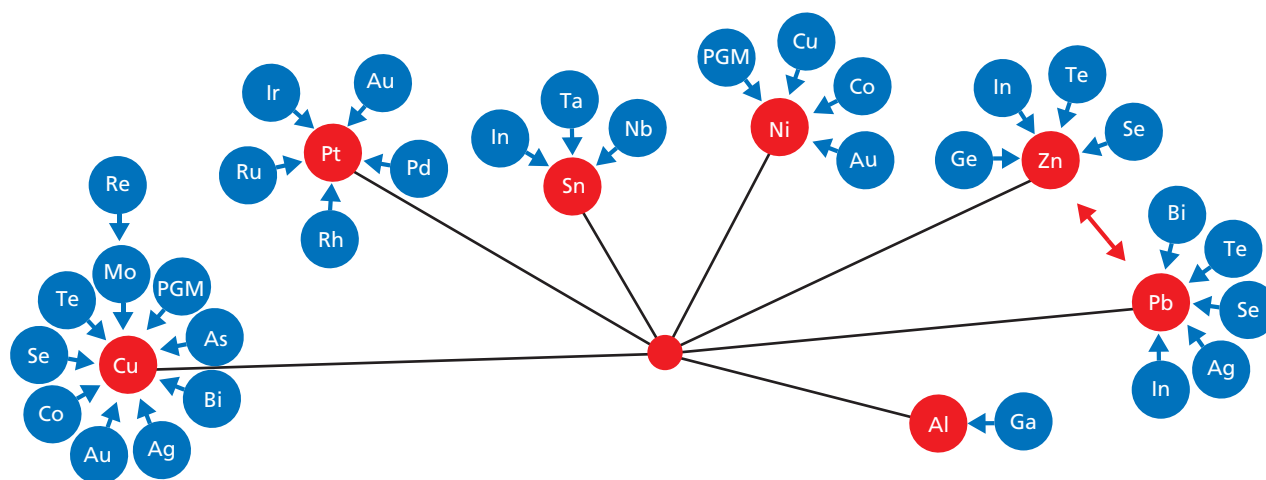 Re
Mo
Te
PGM
Se
As
Cu
Co
Bi
Au
Ag
Ir
Au
Ru
Pt
Pd
Rh
In
Ta
Nb
Sn
PGM
Cu
Co
Ni
Au
In
Te
Ge
Se
Zn
Bi
Te
Pb
Se
Ag
In
Al
Ga